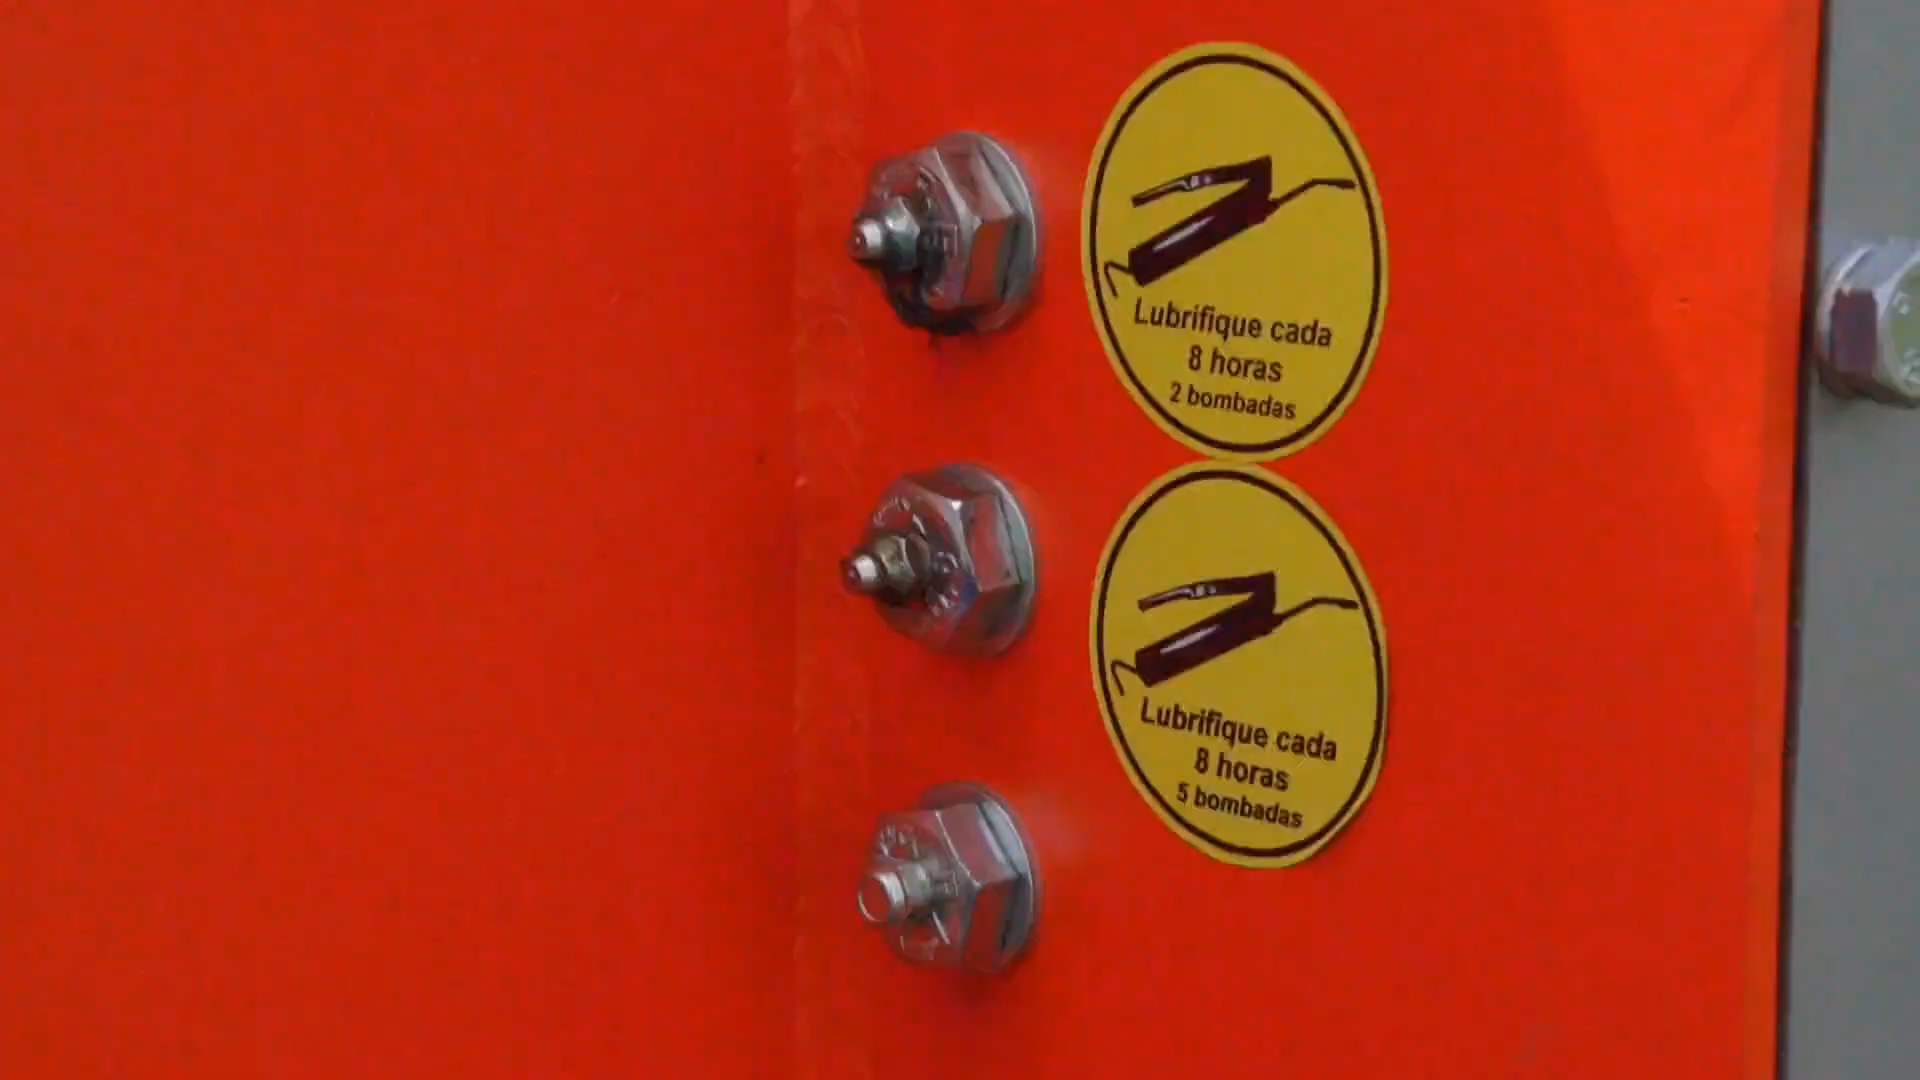 Lubrifique cada
8 horas
2 bombadas
Lubrifique cada
8 horas
5 bombadas